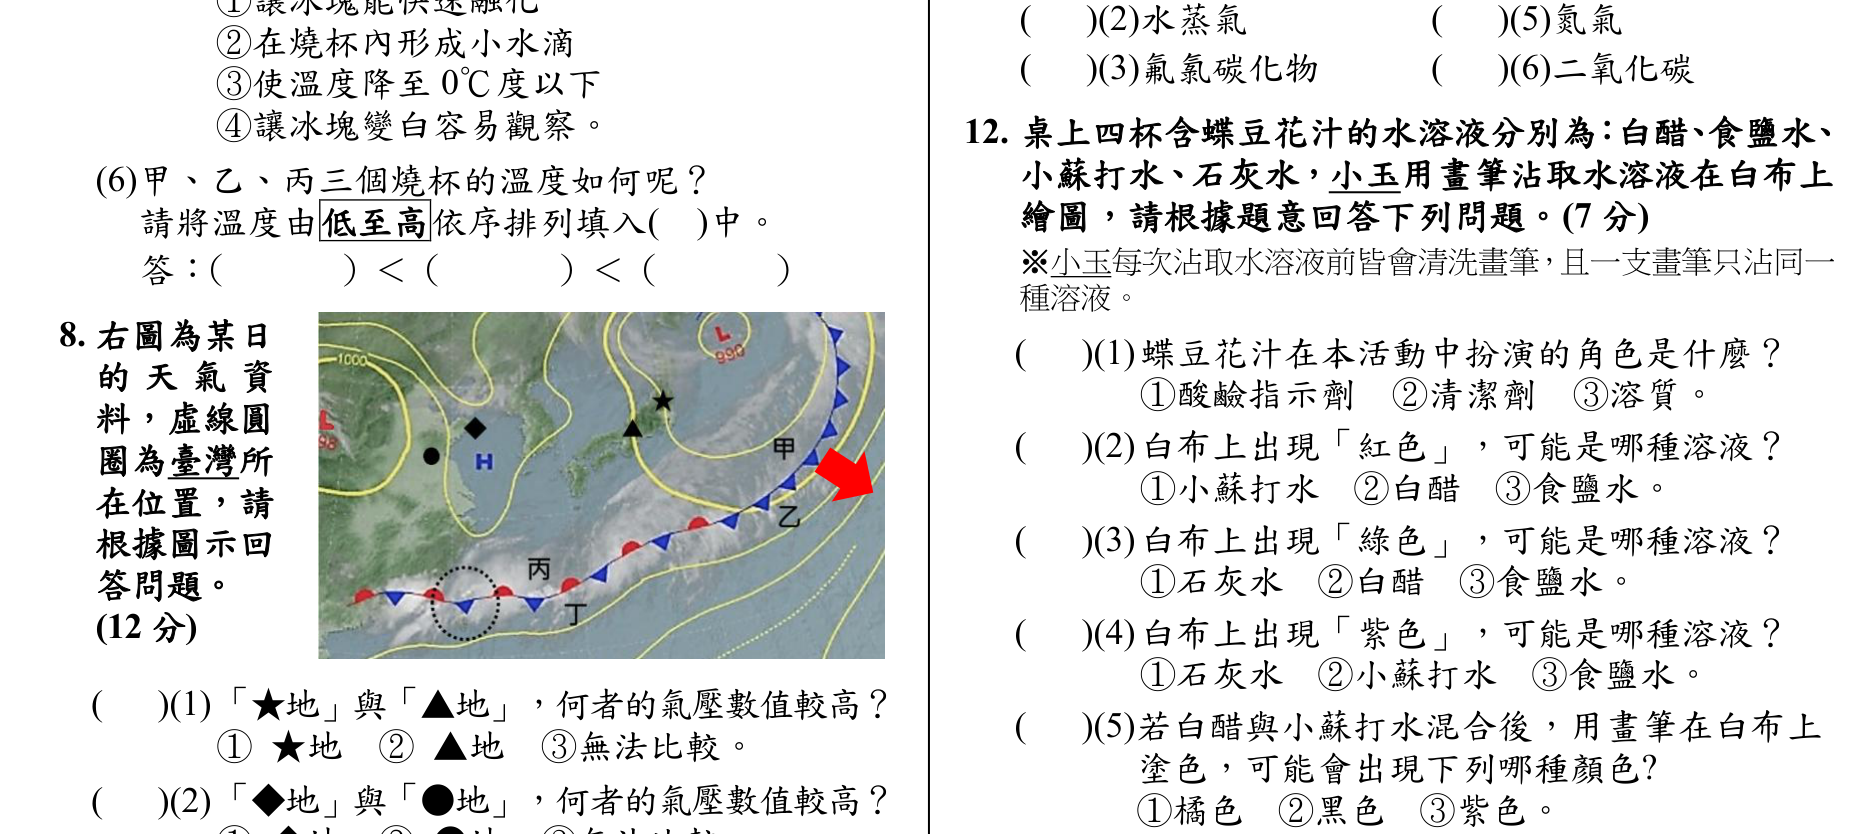 ①讓冰塊能快速融化
②在燒杯內形成小水滴
③使溫度降至 0℃度以下
④讓冰塊變白容易觀察。
(6)甲、乙、丙三個燒杯的溫度如何呢？
請將溫度由低至高依序排列填入(　)中。
答：(　　　)＜(　　　)＜(　　　)
8. 右圖為某日
的天氣資
料，虛線圓
圈為臺灣所
在位置，請
根據圖示回
答問題。
(12 分)
1000
L
990
L
98
H
甲
乙
丙
丁
(　)(1)「★地」與「▲地」，何者的氣壓數值較高？
① ★地　② ▲地　③無法比較。
(　)(2)「◆地」與「●地」，何者的氣壓數值較高？
① ◆地　② ●地　③無法比較。
(　)(2)水蒸氣　(　)(5)氮氣
(　)(3)氟氯碳化物　(　)(6)二氧化碳
12. 桌上四杯含蝶豆花汁的水溶液分別為：白醋、食鹽水、
小蘇打水、石灰水，小玉用畫筆沾取水溶液在白布上
繪圖，請根據題意回答下列問題。(7 分)
※小玉每次沾取水溶液前皆會清洗畫筆，且一支畫筆只沾同一
種溶液。
(　)(1)蝶豆花汁在本活動中扮演的角色是什麼？
①酸鹼指示劑　②清潔劑　③溶質。
(　)(2)白布上出現「紅色」，可能是哪種溶液？
①小蘇打水　②白醋　③食鹽水。
(　)(3)白布上出現「綠色」，可能是哪種溶液？
①石灰水　②白醋　③食鹽水。
(　)(4)白布上出現「紫色」，可能是哪種溶液？
①石灰水　②小蘇打水　③食鹽水。
(　)(5)若白醋與小蘇打水混合後，用畫筆在白布上
塗色，可能會出現下列哪種顏色?
①橘色　②黑色　③紫色。